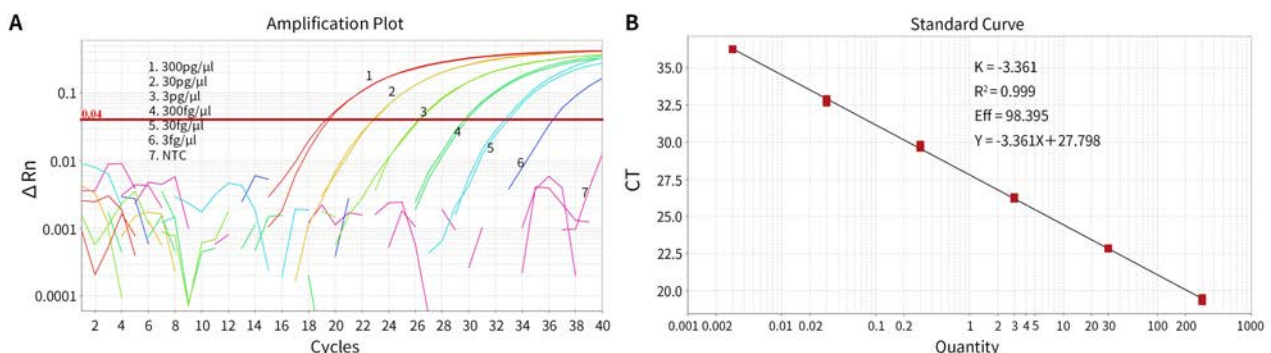 A
Amplification Plot
1. 300pg/μl
2. 30pg/μl
3. 3pg/μl
4. 300fg/μl
5. 30fg/μl
6. 3fg/μl
7. NTC
0.04
1
2
3
4
5
6
7
0.1
0.01
0.001
0.0001
Δ Rn
2 4 6 8 10 12 14 16 18 20 22 24 26 28 30 32 34 36 38 40
Cycles
B
Standard Curve
K = -3.361
R² = 0.999
Eff = 98.395
Y = -3.361X + 27.798
35.0
32.5
30.0
27.5
25.0
22.5
20.0
CT
0.001 0.002 0.01 0.02 0.1 0.2 1 2 3 4 5 10 20 30 100 200 1000
Quantity